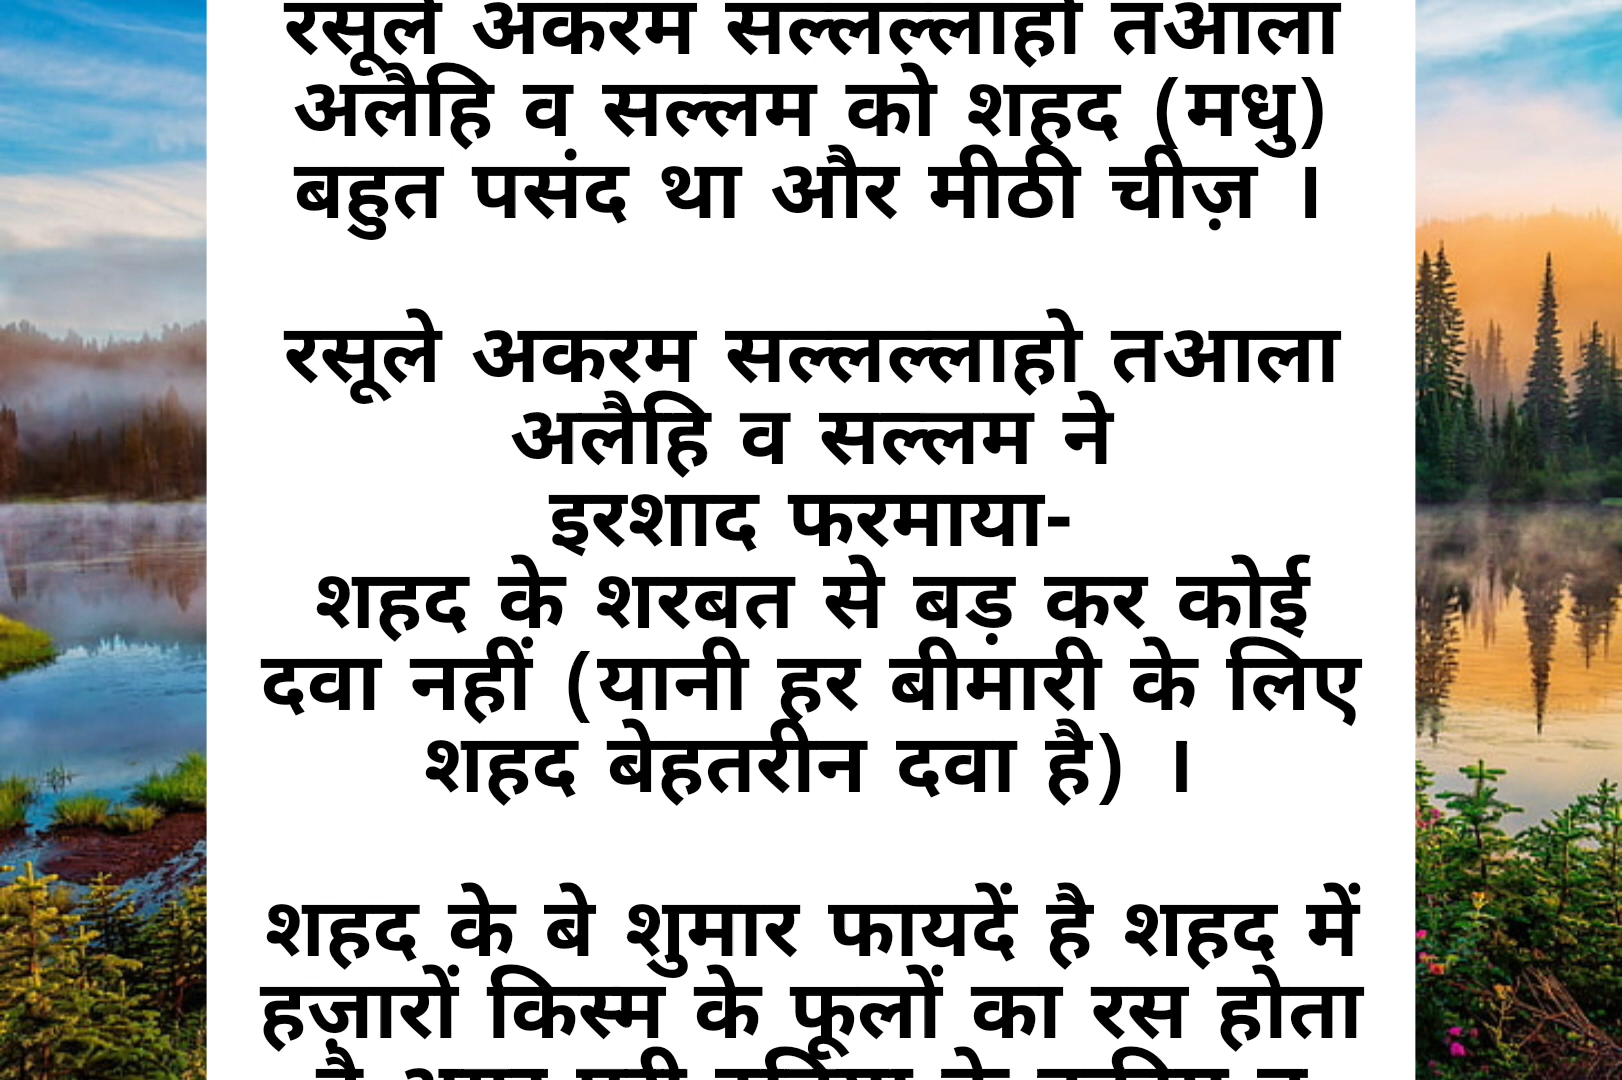 रसूले अकरम सल्लल्लाहो तआला
अलैहि व सल्लम को शहद (मधु)
बहुत पसंद था और मीठी चीज़ ।
रसूले अकरम सल्लल्लाहो तआला
अलैहि व सल्लम ने
इरशाद फरमाया-
शहद के शरबत से बड़ कर कोई
दवा नहीं (यानी हर बीमारी के लिए
शहद बेहतरीन दवा है) ।
शहद के बे शुमार फायदें है शहद में
हज़ारों किस्म के फूलों का रस होता